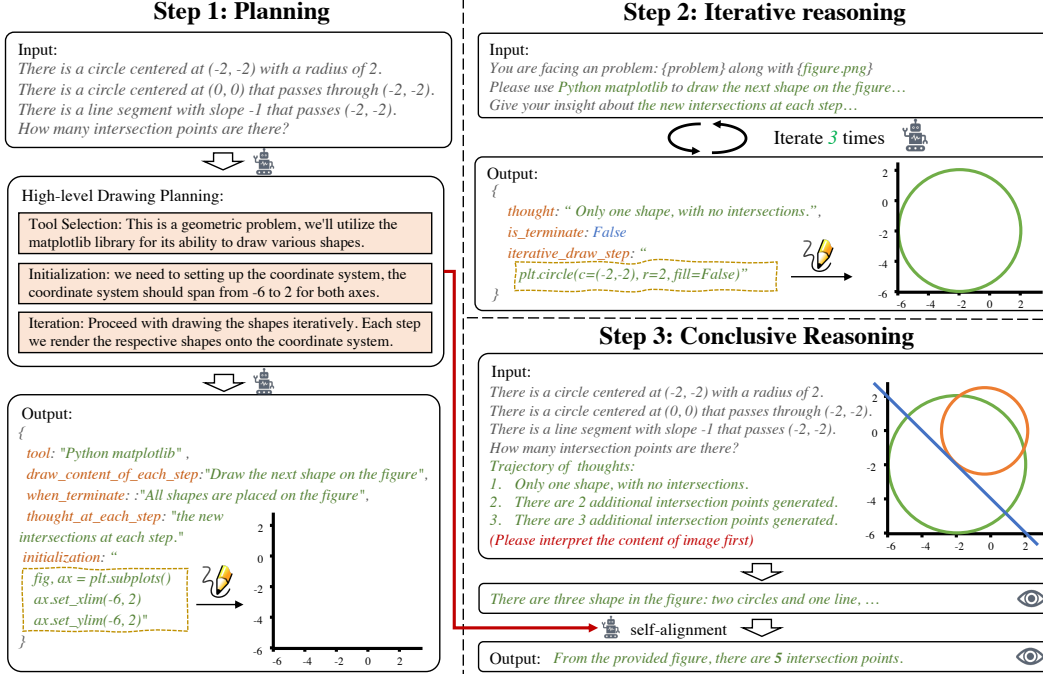 Step 1: Planning
Input:
There is a circle centered at (-2, -2) with a radius of 2.
There is a circle centered at (0, 0) that passes through (-2, -2).
There is a line segment with slope -1 that passes (-2, -2).
How many intersection points are there?
High-level Drawing Planning:
Tool Selection: This is a geometric problem, we'll utilize the
matplotlib library for its ability to draw various shapes.
Initialization: we need to setting up the coordinate system, the
coordinate system should span from -6 to 2 for both axes.
Iteration: Proceed with drawing the shapes iteratively. Each step
we render the respective shapes onto the coordinate system.
Output:
{
tool: "Python matplotlib" ,
draw_content_of_each_step:"Draw the next shape on the figure",
when_terminate: :"All shapes are placed on the figure",
thought_at_each_step: "the new
intersections at each step."
initialization: “
fig, ax = plt.subplots()
ax.set_xlim(-6, 2)
ax.set_ylim(-6, 2)"
}
2
0
-2
-4
-6
-6 -4 -2 0 2
Step 2: Iterative reasoning
Input:
You are facing an problem: {problem} along with {figure.png}
Please use Python matplotlib to draw the next shape on the figure…
Give your insight about the new intersections at each step…
Iterate 3 times
Output:
{
thought: “ Only one shape, with no intersections.”,
is_terminate: False
iterative_draw_step: “
plt.circle(c=(-2,-2), r=2, fill=False)”
}
2
0
-2
-4
-6
-6 -4 -2 0 2
Step 3: Conclusive Reasoning
Input:
There is a circle centered at (-2, -2) with a radius of 2.
There is a circle centered at (0, 0) that passes through (-2, -2).
There is a line segment with slope -1 that passes (-2, -2).
How many intersection points are there?
Trajectory of thoughts:
1. Only one shape, with no intersections.
2. There are 2 additional intersection points generated.
3. There are 3 additional intersection points generated.
(Please interpret the content of image first)
2
0
-2
-4
-6
-6 -4 -2 0 2
There are three shape in the figure: two circles and one line, …
self-alignment
Output: From the provided figure, there are 5 intersection points.